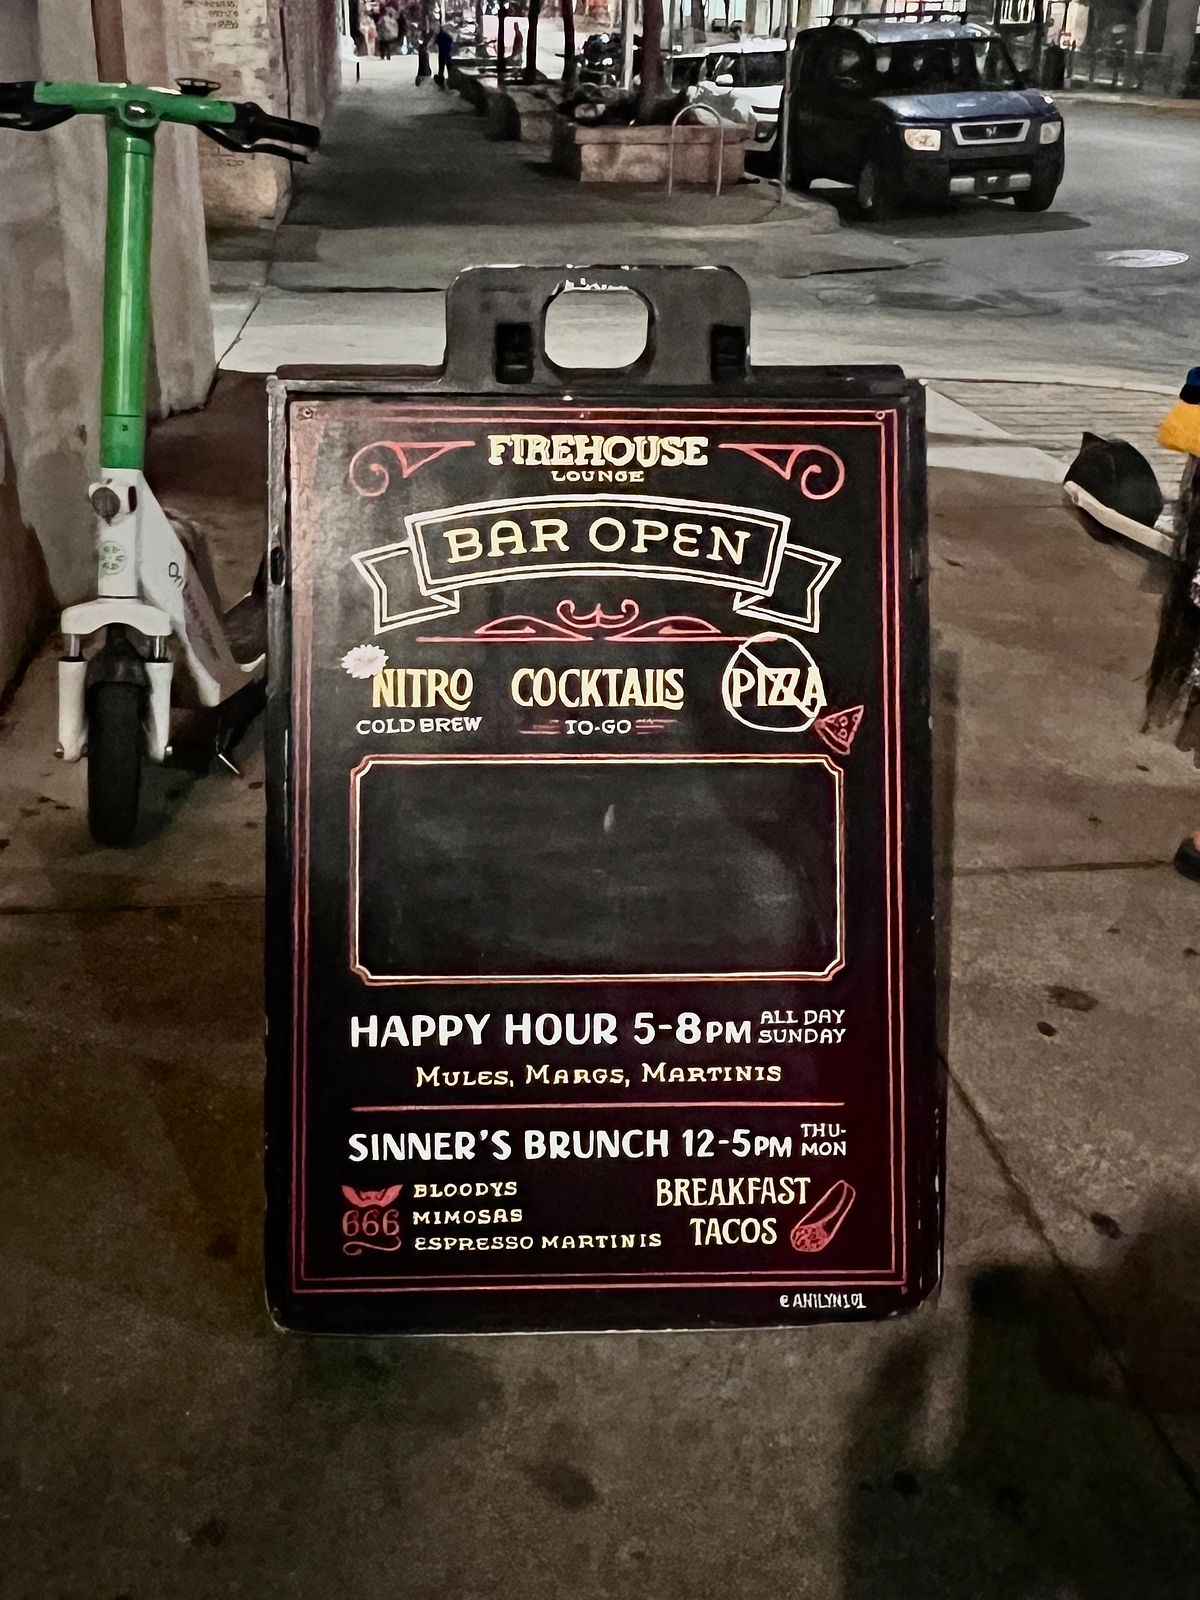 FIREHOUSE
LOUNGE
BAR OPEN
NITRO
COLD BREW
COCKTAILS
TO-GO
PIZZA
HAPPY HOUR 5-8PM ALL DAY SUNDAY
MULES, MARGS, MARTINIS
SINNER'S BRUNCH 12-5PM THU-MON
666
BLOODYS
MIMOSAS
ESPRESSO MARTINIS
BREAKFAST
TACOS
@ANILYN101